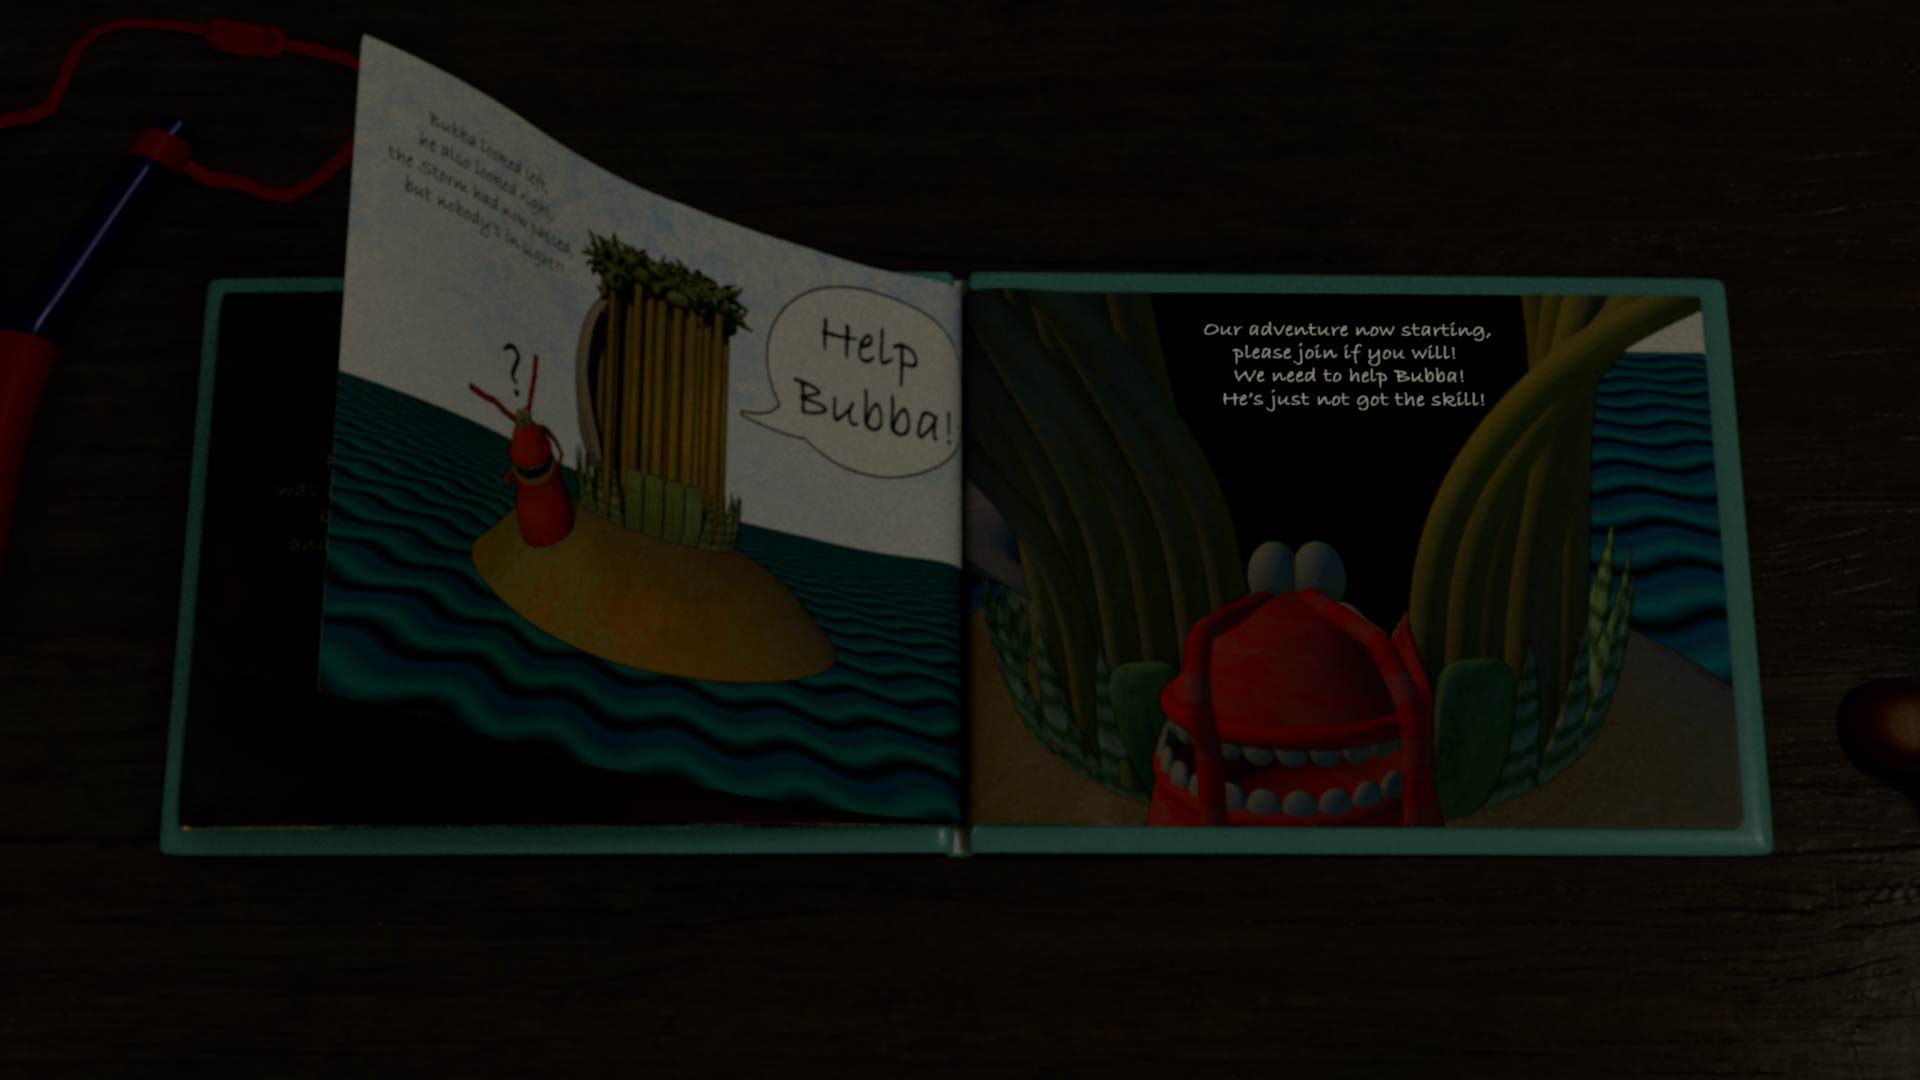 Bubba looked left,
he also looked right,
the Storm had now passed,
but nobody's in sight!
?
Help
Bubba!
was
and
Our adventure now starting,
please join if you will!
We need to help Bubba!
He's just not got the skill!